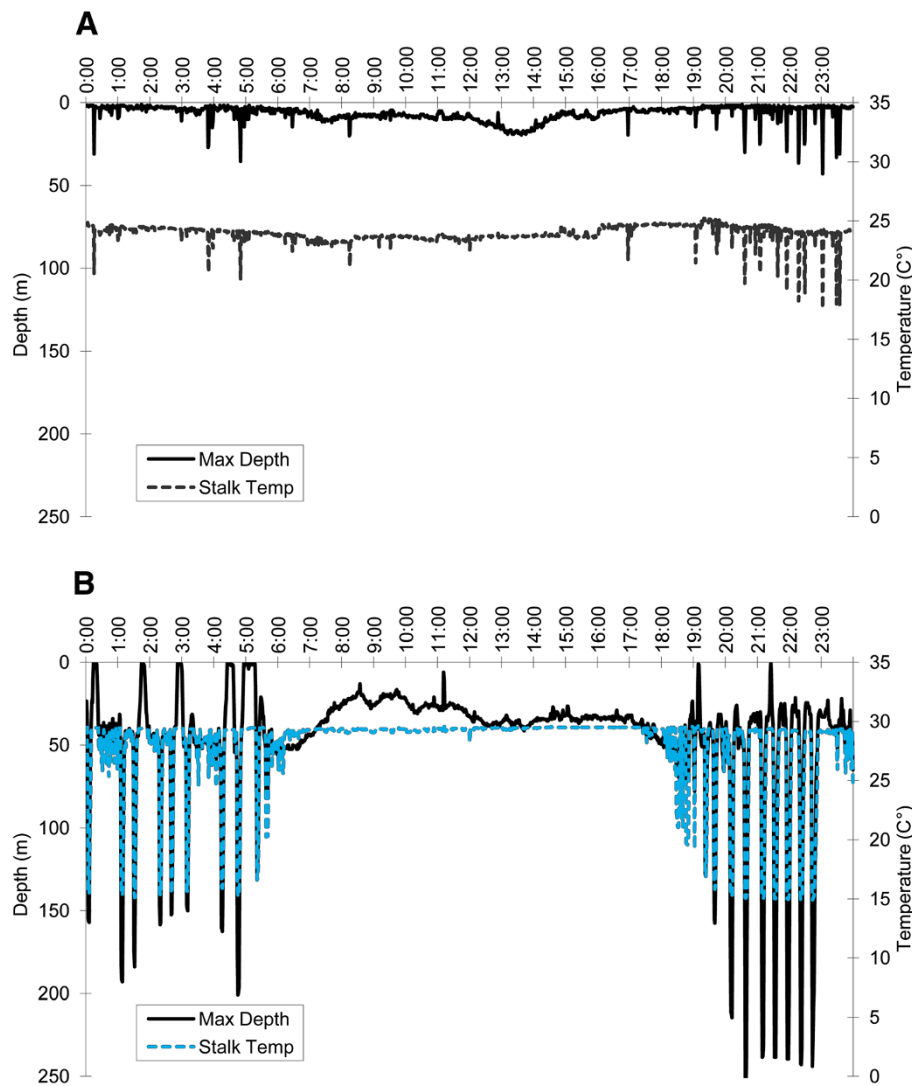 A
0:00 1:00 2:00 3:00 4:00 5:00 6:00 7:00 8:00 9:00 10:00 11:00 12:00 13:00 14:00 15:00 16:00 17:00 18:00 19:00 20:00 21:00 22:00 23:00
0 50 100 150 200 250
Depth (m)
35 30 25 20 15 10 5 0
Temperature (C°)
Max Depth
Stalk Temp
B
0:00 1:00 2:00 3:00 4:00 5:00 6:00 7:00 8:00 9:00 10:00 11:00 12:00 13:00 14:00 15:00 16:00 17:00 18:00 19:00 20:00 21:00 22:00 23:00
0 50 100 150 200 250
Depth (m)
35 30 25 20 15 10 5 0
Temperature (C°)
Max Depth
Stalk Temp